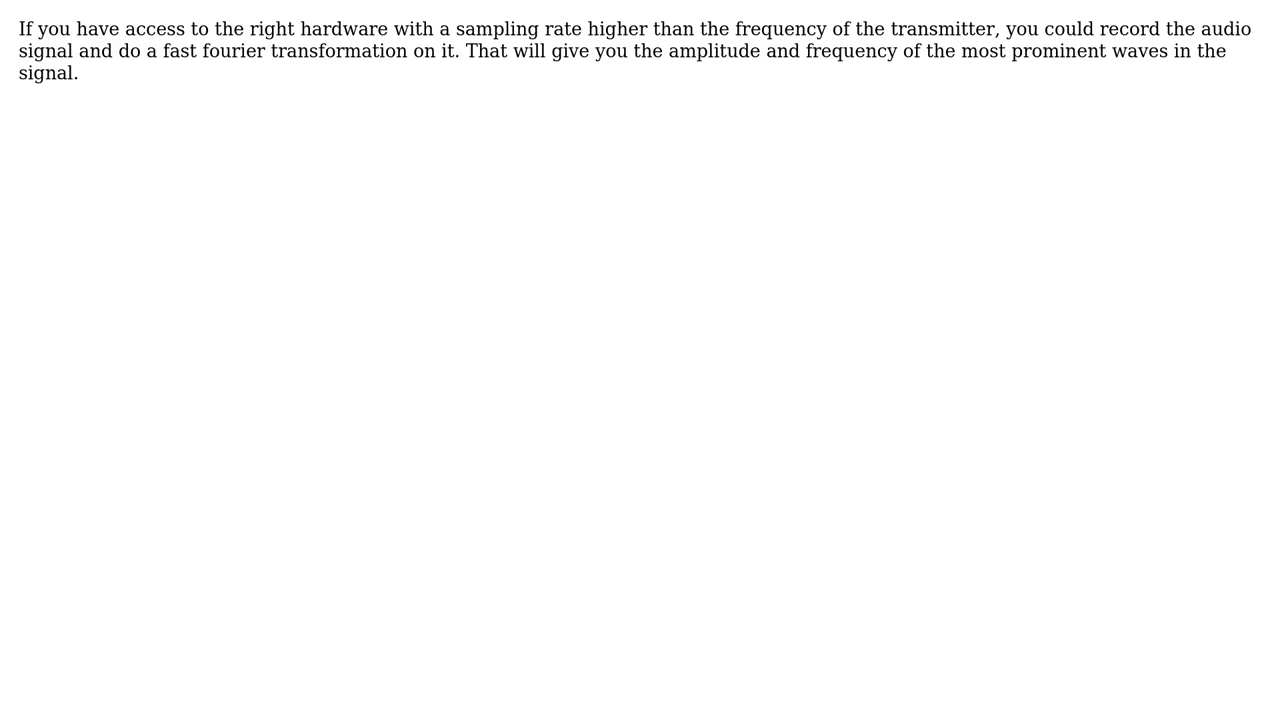 If you have access to the right hardware with a sampling rate higher than the frequency of the transmitter, you could record the audio
signal and do a fast fourier transformation on it. That will give you the amplitude and frequency of the most prominent waves in the
signal.